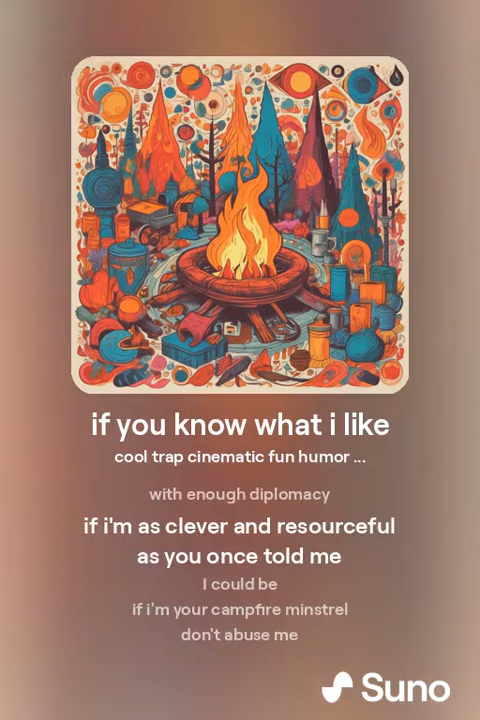 if you know what i like
cool trap cinematic fun humor ...
with enough diplomacy
if i'm as clever and resourceful
as you once told me
I could be
if i'm your campfire minstrel
don't abuse me
Suno